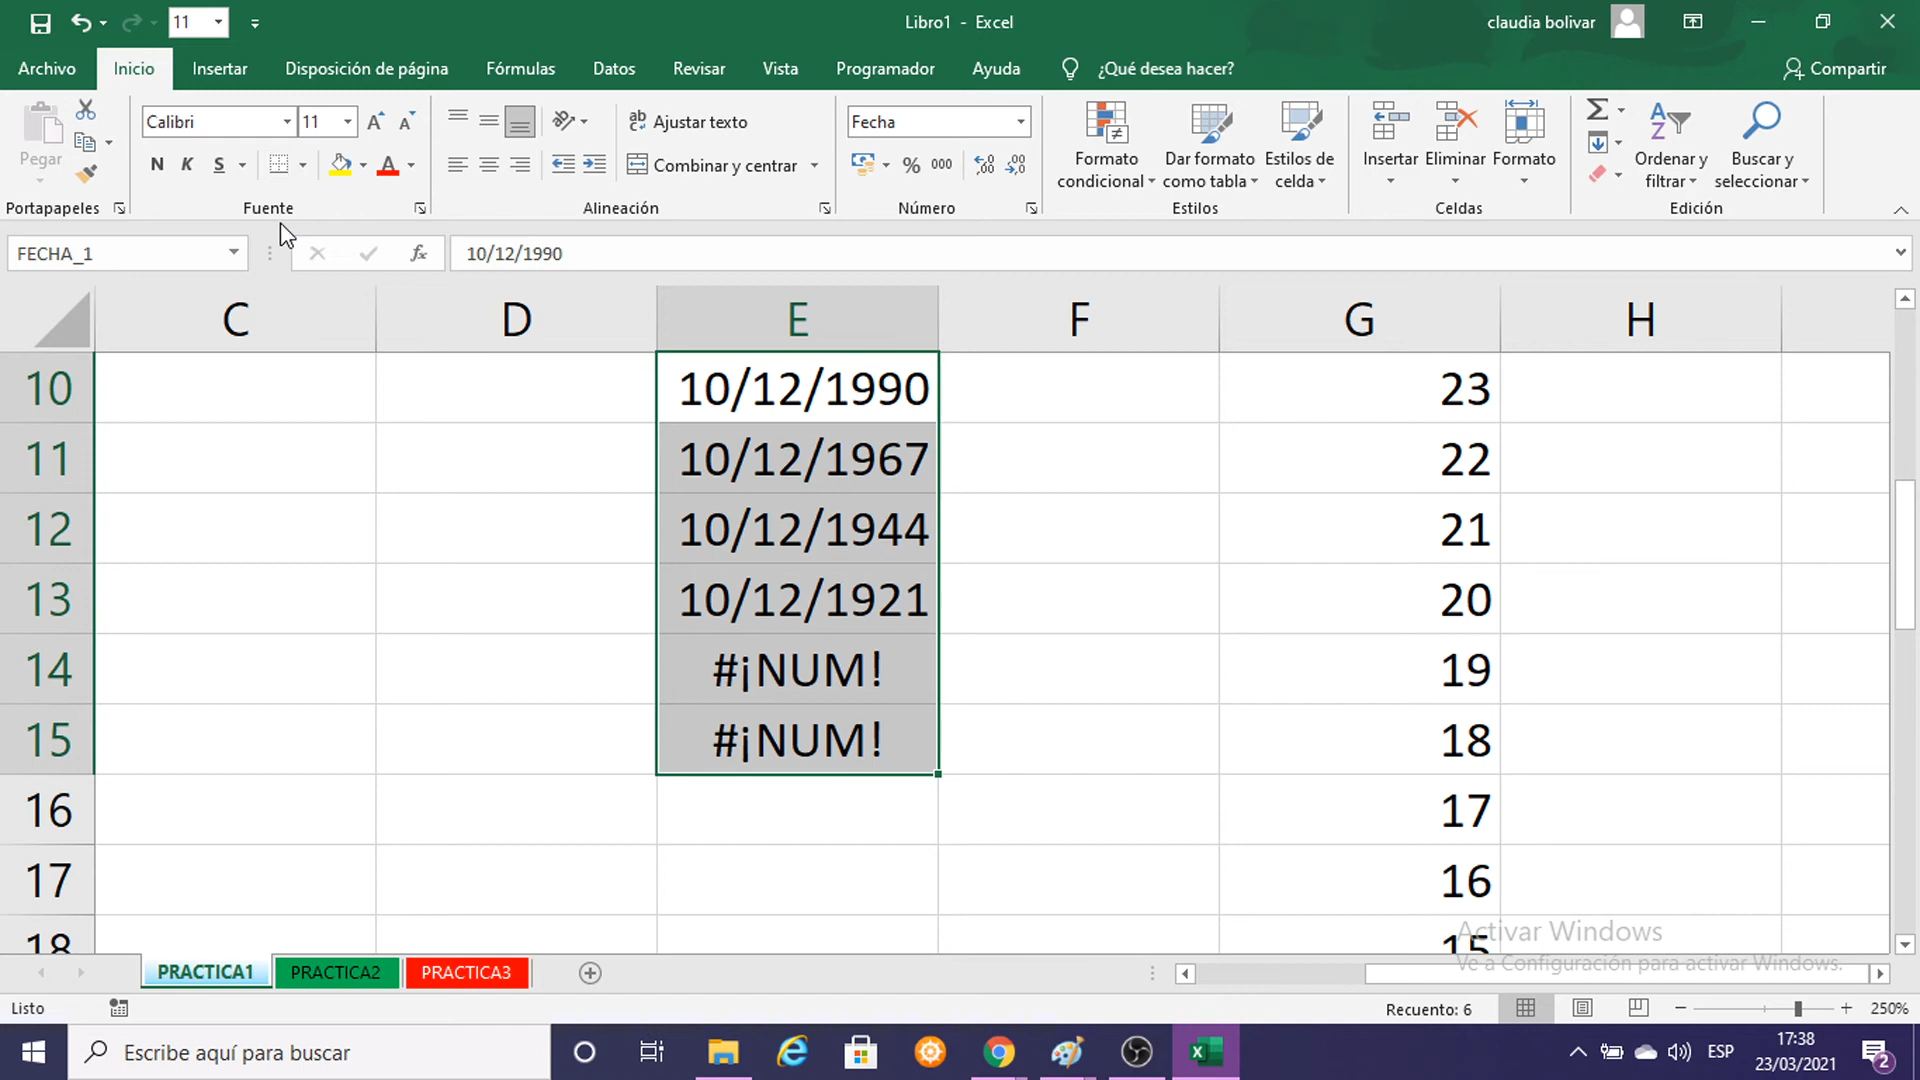 11
Libro1 - Excel
claudia bolivar
Archivo Inicio Insertar Disposición de página Fórmulas Datos Revisar Vista Programador Ayuda ¿Qué desea hacer? Compartir
Pegar
Portapapeles
Calibri 11
N K S
Fuente
Ajustar texto
Combinar y centrar
Alineación
Fecha
% 000
Número
Formato condicional
Dar formato como tabla
Estilos de celda
Estilos
Insertar Eliminar Formato
Celdas
Ordenar y filtrar
Buscar y seleccionar
Edición
FECHA_1 fx 10/12/1990
C D E F G H
10 10/12/1990 23
11 10/12/1967 22
12 10/12/1944 21
13 10/12/1921 20
14 #¡NUM! 19
15 #¡NUM! 18
16 17
17 16
18 15
Activar Windows
Ve a Configuración para activar Windows.
PRACTICA1 PRACTICA2 PRACTICA3
Listo Recuento: 6 250%
Escribe aquí para buscar
ESP
17:38
23/03/2021
2